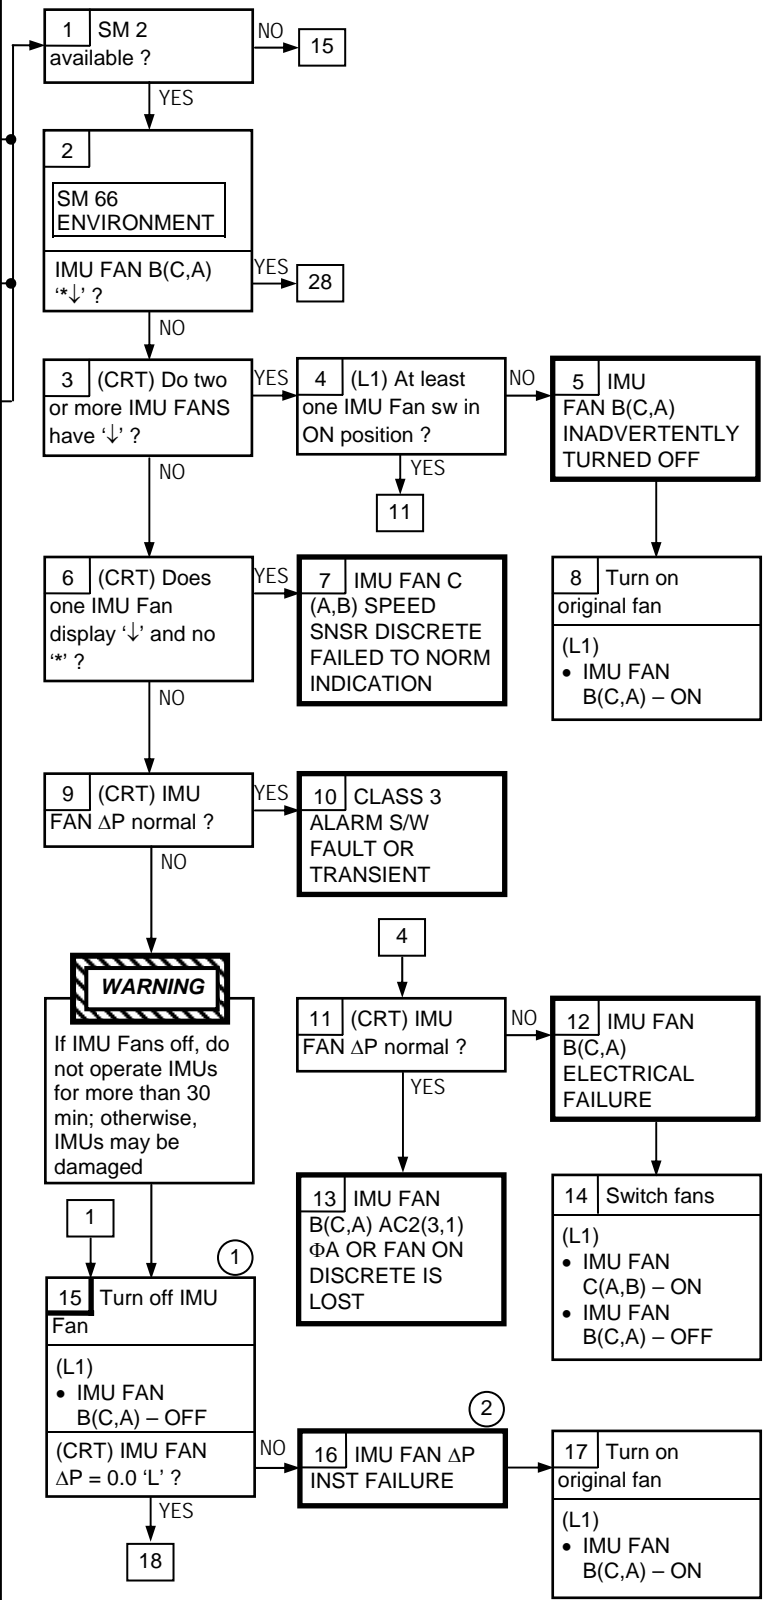 1 SM 2
available ?
NO
15
YES
2
SM 66
ENVIRONMENT
IMU FAN B(C,A)
‘*↓’ ?
YES
28
NO
3 (CRT) Do two
or more IMU FANS
have ‘↓’ ?
YES
4 (L1) At least
one IMU Fan sw in
ON position ?
NO
5 IMU
FAN B(C,A)
INADVERTENTLY
TURNED OFF
NO
YES
11
6 (CRT) Does
one IMU Fan
display ‘↓’ and no
‘*’ ?
YES
7 IMU FAN C
(A,B) SPEED
SNSR DISCRETE
FAILED TO NORM
INDICATION
8 Turn on
original fan
(L1)
• IMU FAN
B(C,A) – ON
NO
9 (CRT) IMU
FAN ΔP normal ?
YES
10 CLASS 3
ALARM S/W
FAULT OR
TRANSIENT
NO
WARNING
If IMU Fans off, do
not operate IMUs
for more than 30
min; otherwise,
IMUs may be
damaged
4
11 (CRT) IMU
FAN ΔP normal ?
NO
12 IMU FAN
B(C,A)
ELECTRICAL
FAILURE
YES
13 IMU FAN
B(C,A) AC2(3,1)
ΦA OR FAN ON
DISCRETE IS
LOST
14 Switch fans
(L1)
• IMU FAN
C(A,B) – ON
• IMU FAN
B(C,A) – OFF
1
1
15 Turn off IMU
Fan
(L1)
• IMU FAN
B(C,A) – OFF
(CRT) IMU FAN
ΔP = 0.0 ‘L’ ?
NO
2
16 IMU FAN ΔP
INST FAILURE
17 Turn on
original fan
(L1)
• IMU FAN
B(C,A) – ON
YES
18